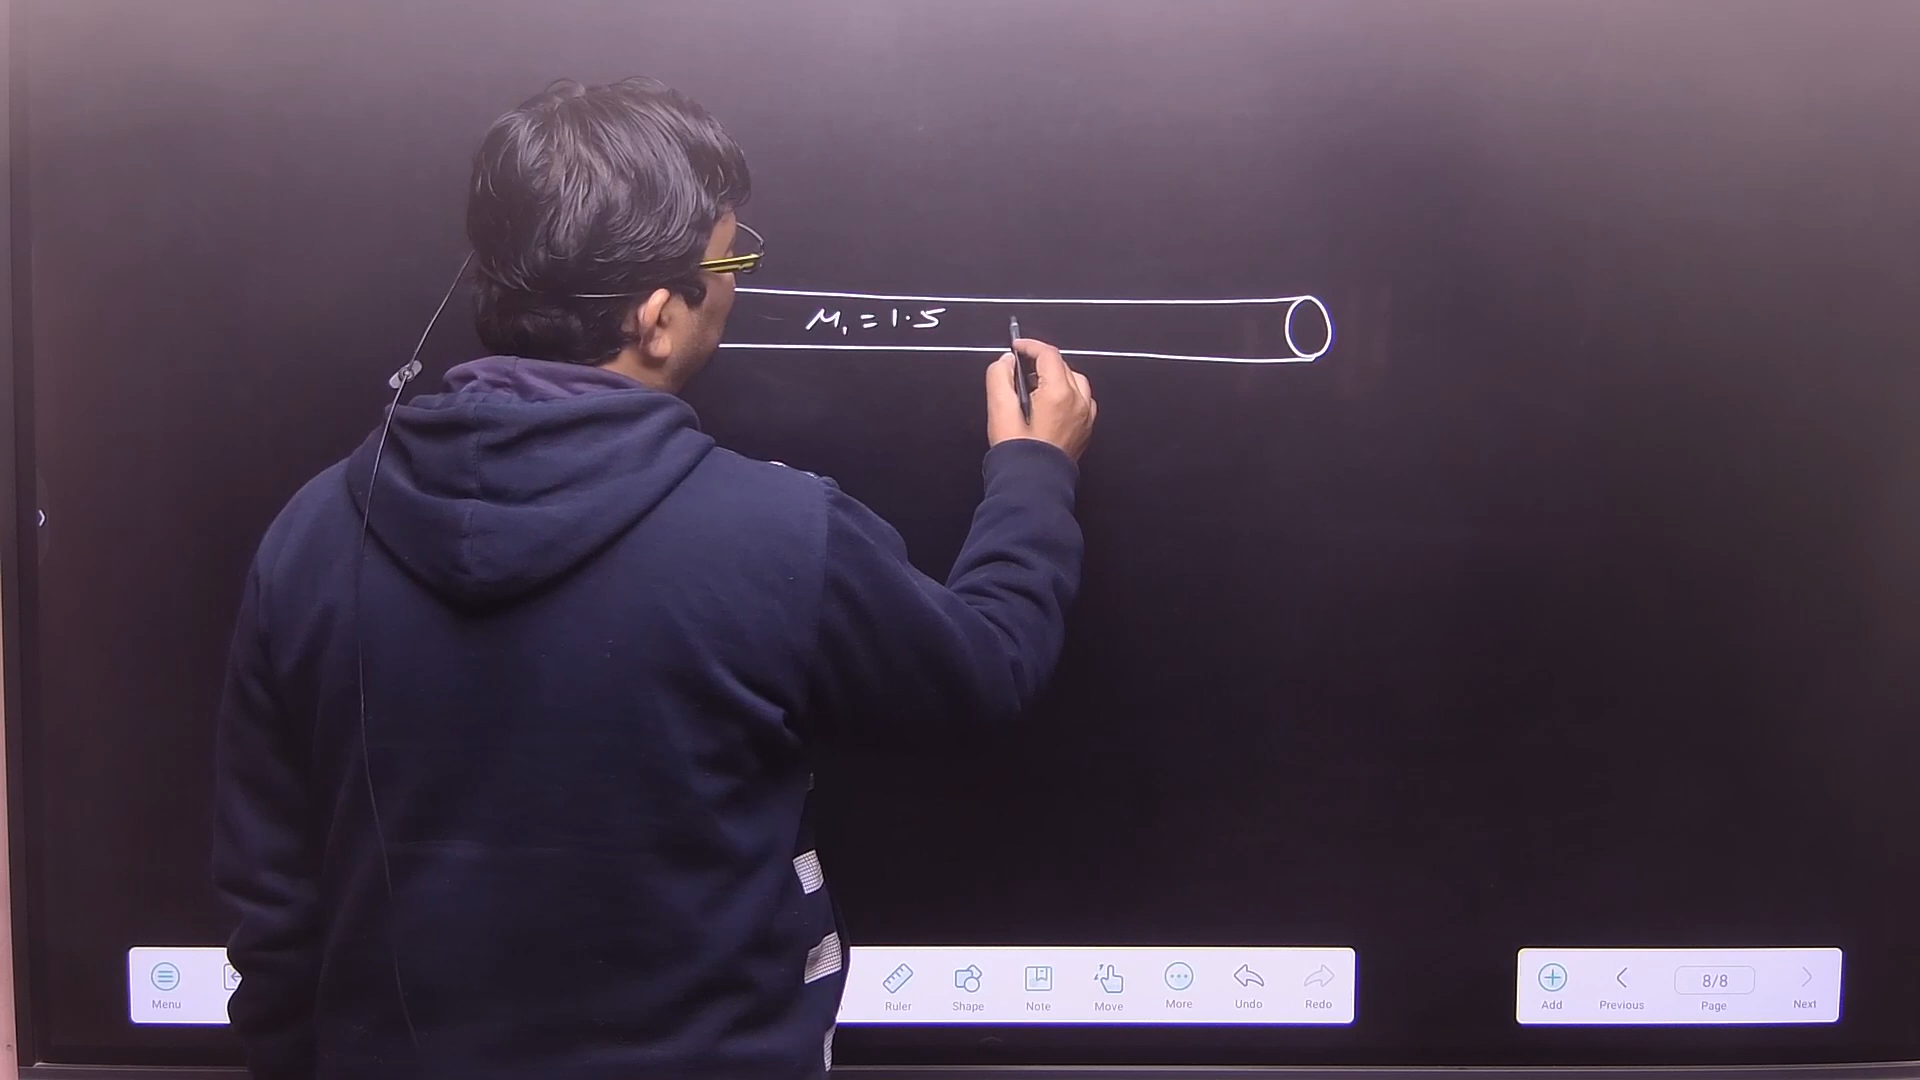 μ₁ = 1.5
Menu
Ruler
Shape
Note
Move
More
Undo
Redo
Add
Previous
8/8
Page
Next